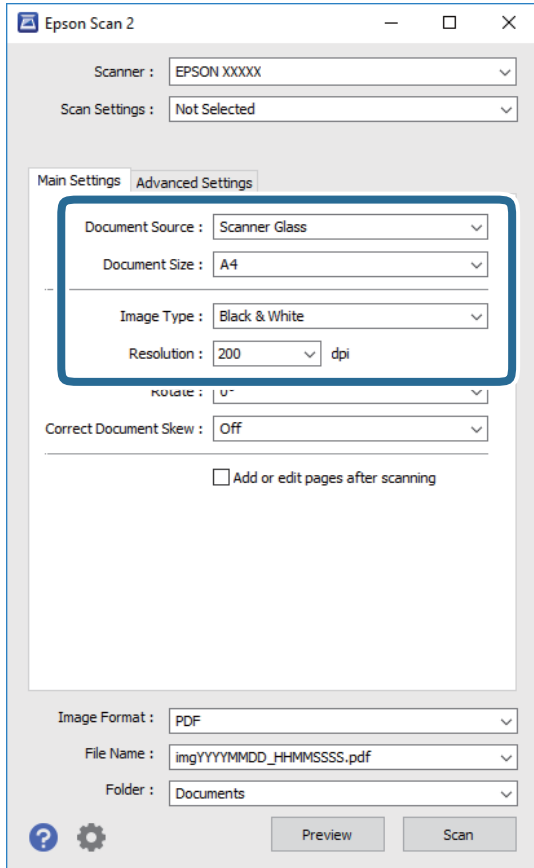 Epson Scan 2
Scanner : EPSON XXXXX
Scan Settings : Not Selected
Main Settings Advanced Settings
Document Source : Scanner Glass
Document Size : A4
Image Type : Black & White
Resolution : 200 dpi
Rotate : 0°
Correct Document Skew : Off
Add or edit pages after scanning
Image Format : PDF
File Name : imgYYYYMMDD_HHMMSSSS.pdf
Folder : Documents
? Preview Scan